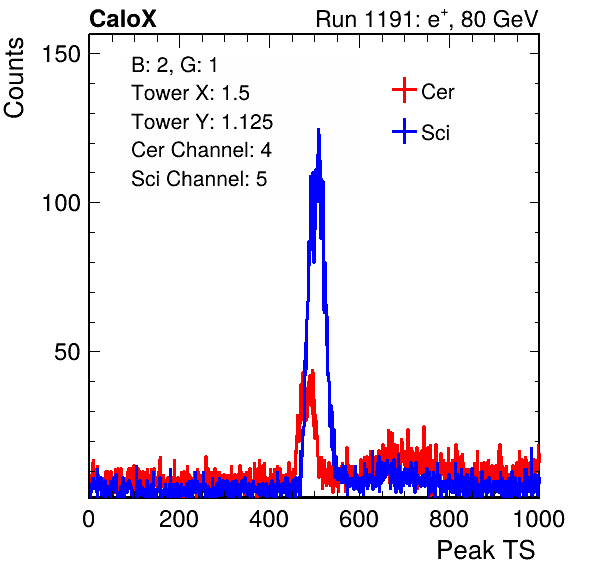 CaloX Run 1191: e⁺, 80 GeV
Counts
B: 2, G: 1
Tower X: 1.5
Tower Y: 1.125
Cer Channel: 4
Sci Channel: 5
Cer
Sci
150
100
50
0 200 400 600 800 1000
Peak TS